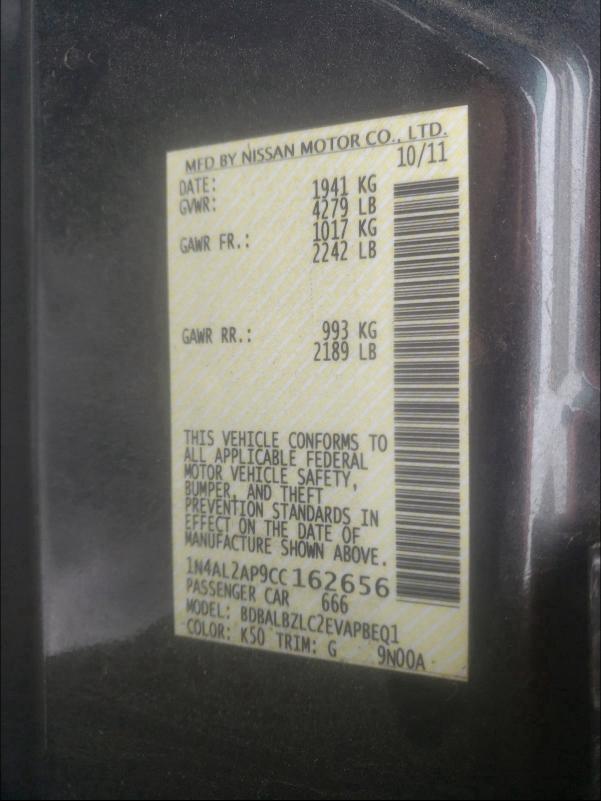 MFD BY NISSAN MOTOR CO., LTD.
10/11
DATE: 1941 KG
GVWR: 4279 LB
1017 KG
GAWR FR.: 2242 LB
GAWR RR.: 993 KG
2189 LB
THIS VEHICLE CONFORMS TO
ALL APPLICABLE FEDERAL
MOTOR VEHICLE SAFETY,
BUMPER, AND THEFT
PREVENTION STANDARDS IN
EFFECT ON THE DATE OF
MANUFACTURE SHOWN ABOVE.
1N4AL2AP9CC162656
PASSENGER CAR 666
MODEL: BDBALBZLC2EVAPBEQ1
COLOR: K50 TRIM: G 9N00A